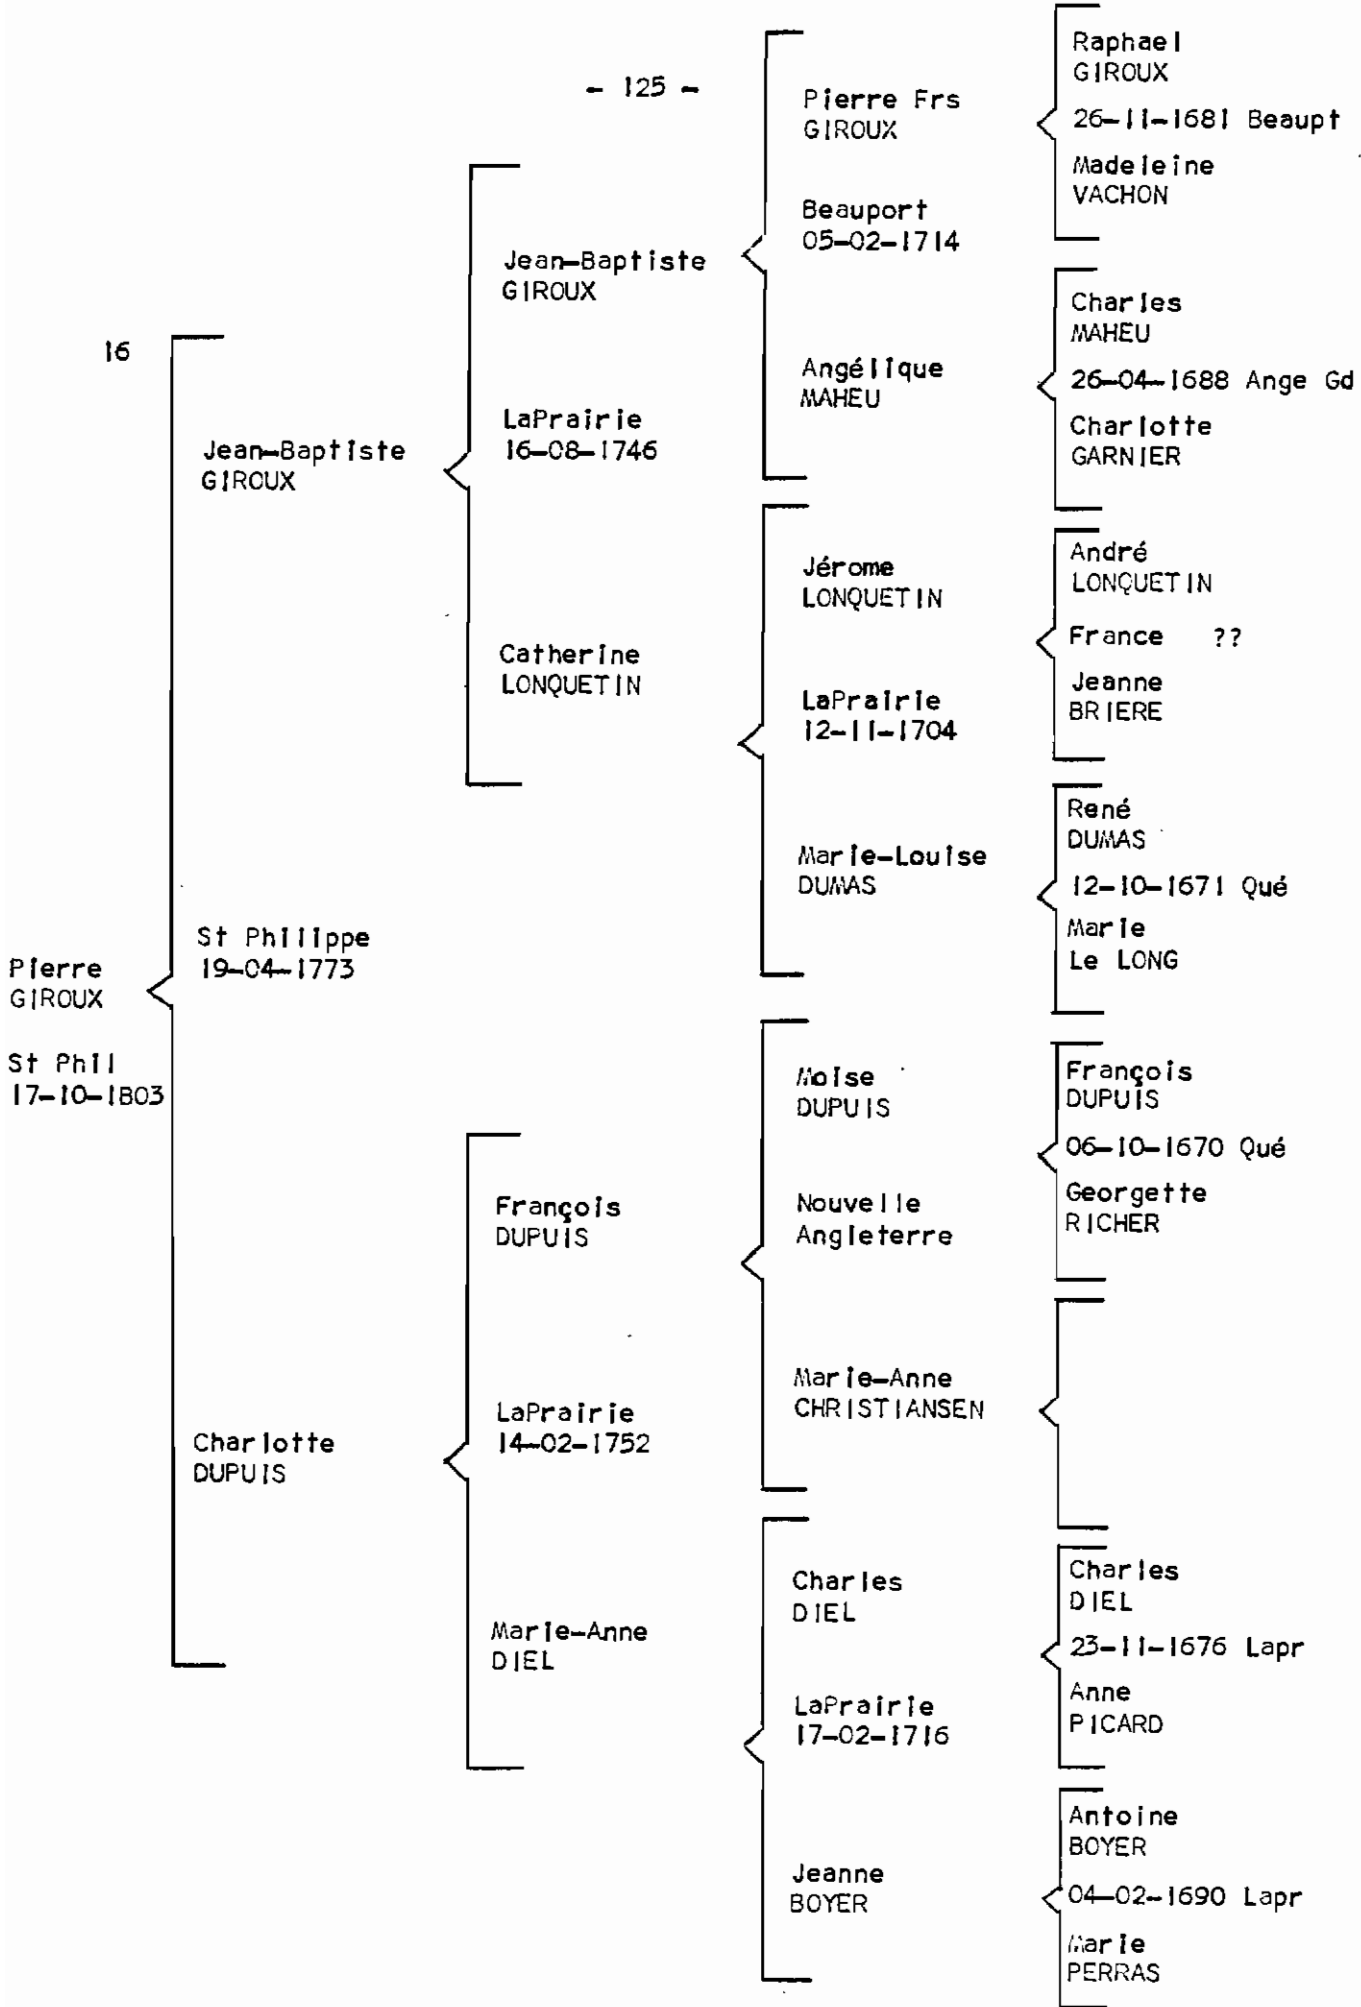 - 125 -
16
Pierre
GIROUX
St Phil
17-10-1803
Jean-Baptiste
GIROUX
St Philippe
19-04-1773
Charlotte
DUPUIS
Jean-Baptiste
GIROUX
LaPrairie
16-08-1746
Catherine
LONQUETIN
François
DUPUIS
LaPrairie
14-02-1752
Marie-Anne
DIEL
Pierre Frs
GIROUX
Beauport
05-02-1714
Angélique
MAHEU
Jérome
LONQUETIN
LaPrairie
12-11-1704
Marie-Louise
DUMAS
Moise
DUPUIS
Nouvelle
Angleterre
Marie-Anne
CHRISTIANSEN
Charles
DIEL
LaPrairie
17-02-1716
Jeanne
BOYER
Raphael
GIROUX
26-11-1681 Beaupt
Madeleine
VACHON
Charles
MAHEU
26-04-1688 Ange Gd
Charlotte
GARNIER
André
LONQUETIN
France ??
Jeanne
BRIERE
René
DUMAS
12-10-1671 Qué
Marie
Le LONG
François
DUPUIS
06-10-1670 Qué
Georgette
RICHER
Charles
DIEL
23-11-1676 Lapr
Anne
PICARD
Antoine
BOYER
04-02-1690 Lapr
Marie
PERRAS